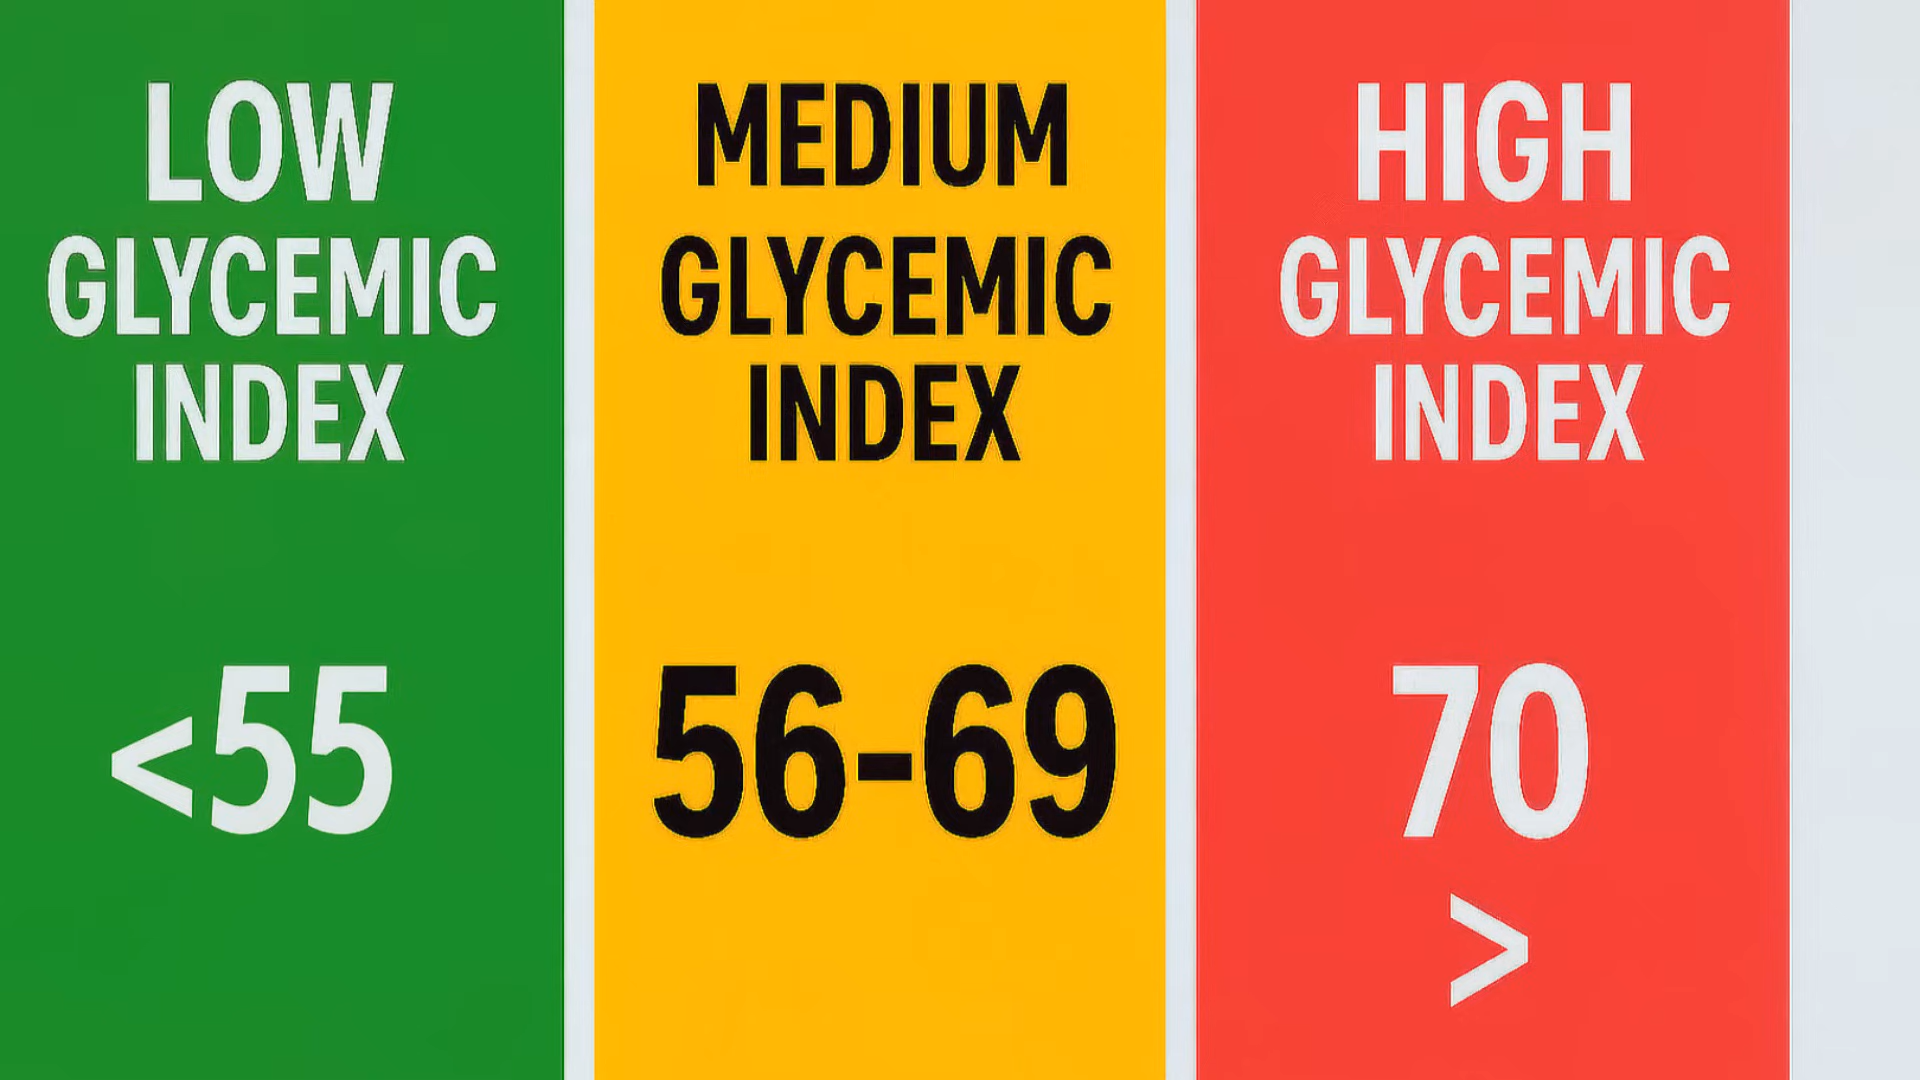 LOW
GLYCEMIC
INDEX
<55
MEDIUM
GLYCEMIC
INDEX
56-69
HIGH
GLYCEMIC
INDEX
70
>